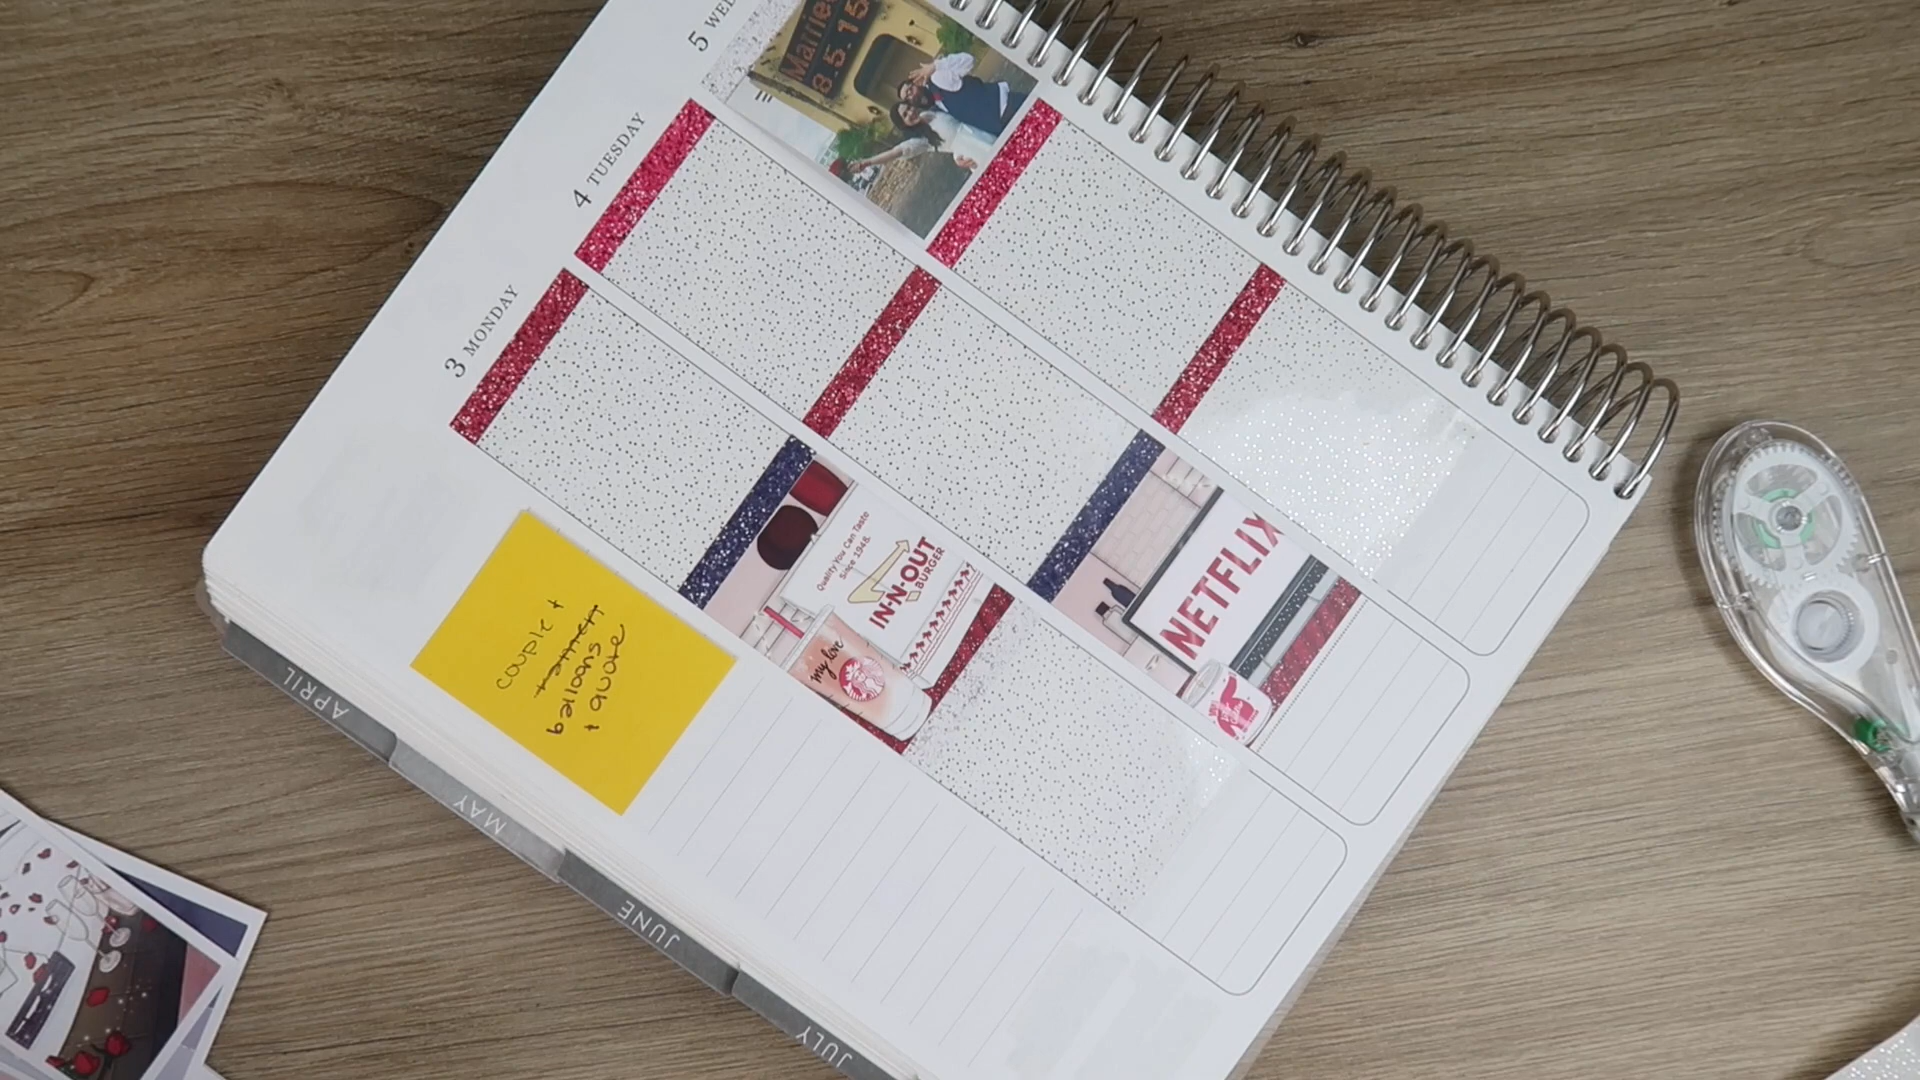 5 WED
Married
8.5.15
4 TUESDAY
3 MONDAY
Quality You Can Taste
Since 1948.
IN-N-OUT
BURGER
my love
NETFLIX
couple +
balloons
+ quote
APRIL
MAY
JUNE
JULY